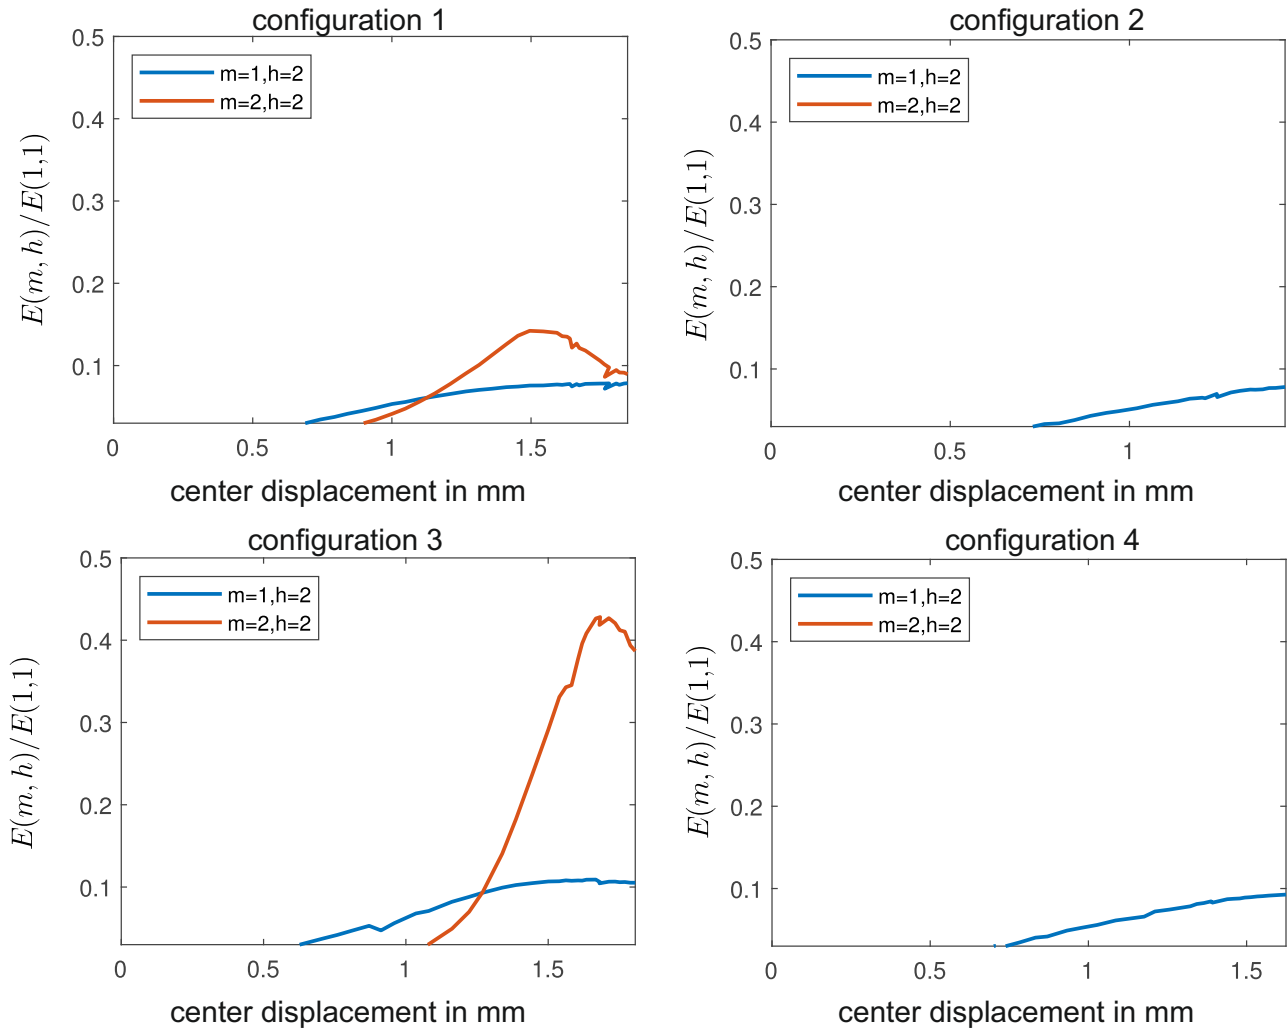 configuration 1
0.5
0.4
0.3
0.2
0.1
m=1,h=2
m=2,h=2
E(m, h)/E(1,1)
0 0.5 1 1.5
center displacement in mm
configuration 2
0.5
0.4
0.3
0.2
0.1
m=1,h=2
m=2,h=2
E(m, h)/E(1,1)
0 0.5 1
center displacement in mm
configuration 3
0.5
0.4
0.3
0.2
0.1
m=1,h=2
m=2,h=2
E(m, h)/E(1,1)
0 0.5 1 1.5
center displacement in mm
configuration 4
0.5
0.4
0.3
0.2
0.1
m=1,h=2
m=2,h=2
E(m, h)/E(1,1)
0 0.5 1 1.5
center displacement in mm